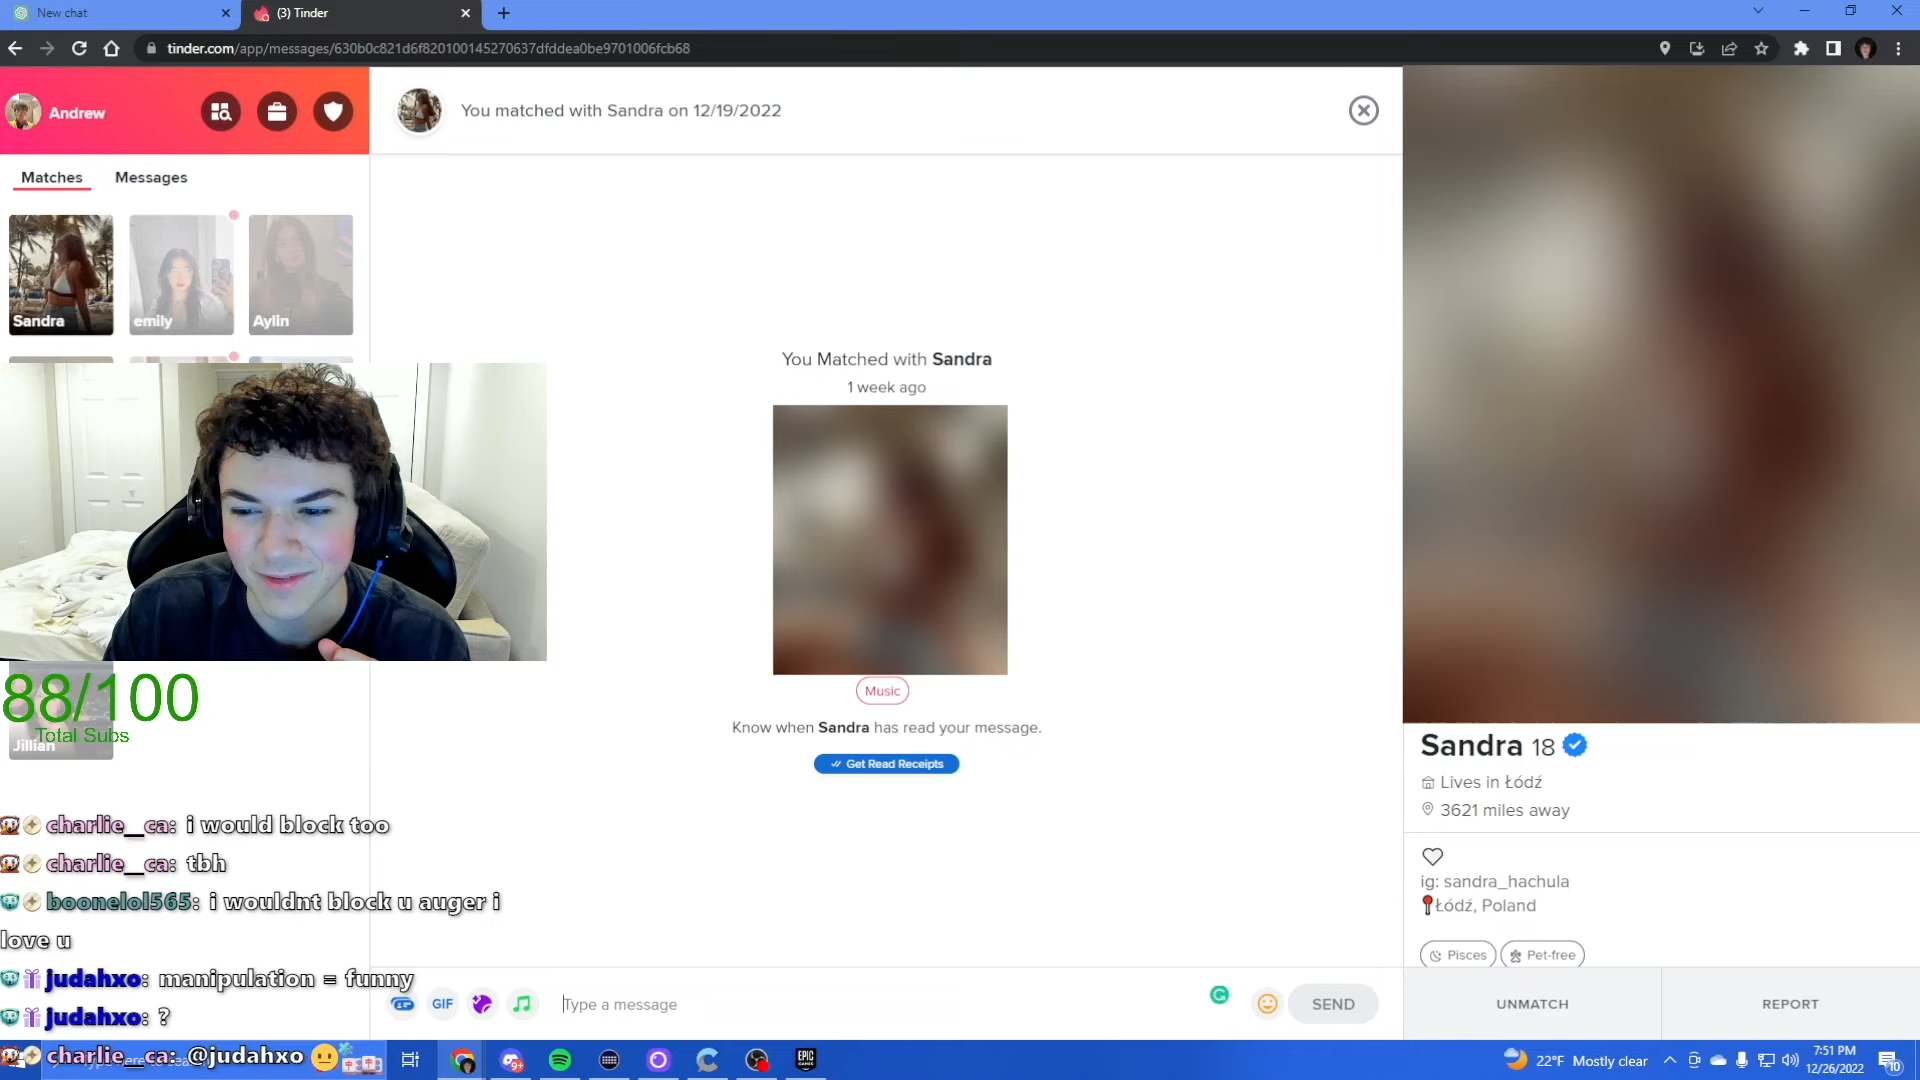 New chat
(3) Tinder
tinder.com/app/messages/630b0c821d6f820100145270637dfddea0be9701006fcb68
Andrew
You matched with Sandra on 12/19/2022
Matches
Messages
Sandra
emily
Aylin
You Matched with Sandra
1 week ago
Music
Know when Sandra has read your message.
Get Read Receipts
88/100
Total Subs
Jillian
Sandra 18
Lives in Łódź
3621 miles away
ig: sandra_hachula
Łódź, Poland
Pisces
Pet-free
charlie__ca: i would block too
charlie__ca: tbh
boonelol565: i wouldnt block u auger i
love u
judahxo: manipulation = funny
judahxo: ?
charlie__ca: @judahxo
GIF
Type a message
SEND
UNMATCH
REPORT
9+
EPIC
GAMES
22°F Mostly clear
7:51 PM
12/26/2022
10